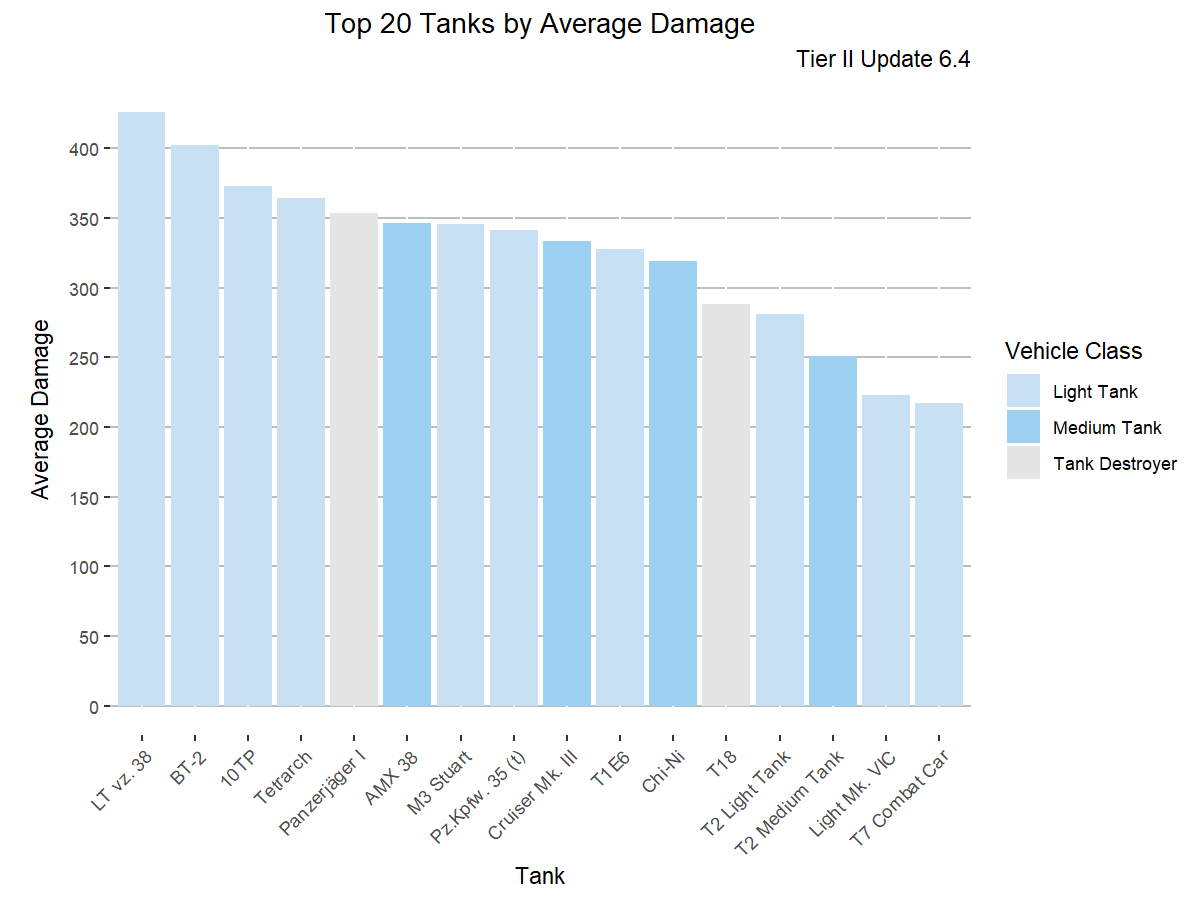 Top 20 Tanks by Average Damage
Tier II Update 6.4
Average Damage
400
350
300
250
200
150
100
50
0
LT vz. 38
BT-2
10TP
Tetrarch
Panzerjäger I
AMX 38
M3 Stuart
Pz.Kpfw. 35 (t)
Cruiser Mk. III
T1E6
Chi-Ni
T18
T2 Light Tank
T2 Medium Tank
Light Mk. VIC
T7 Combat Car
Tank
Vehicle Class
Light Tank
Medium Tank
Tank Destroyer